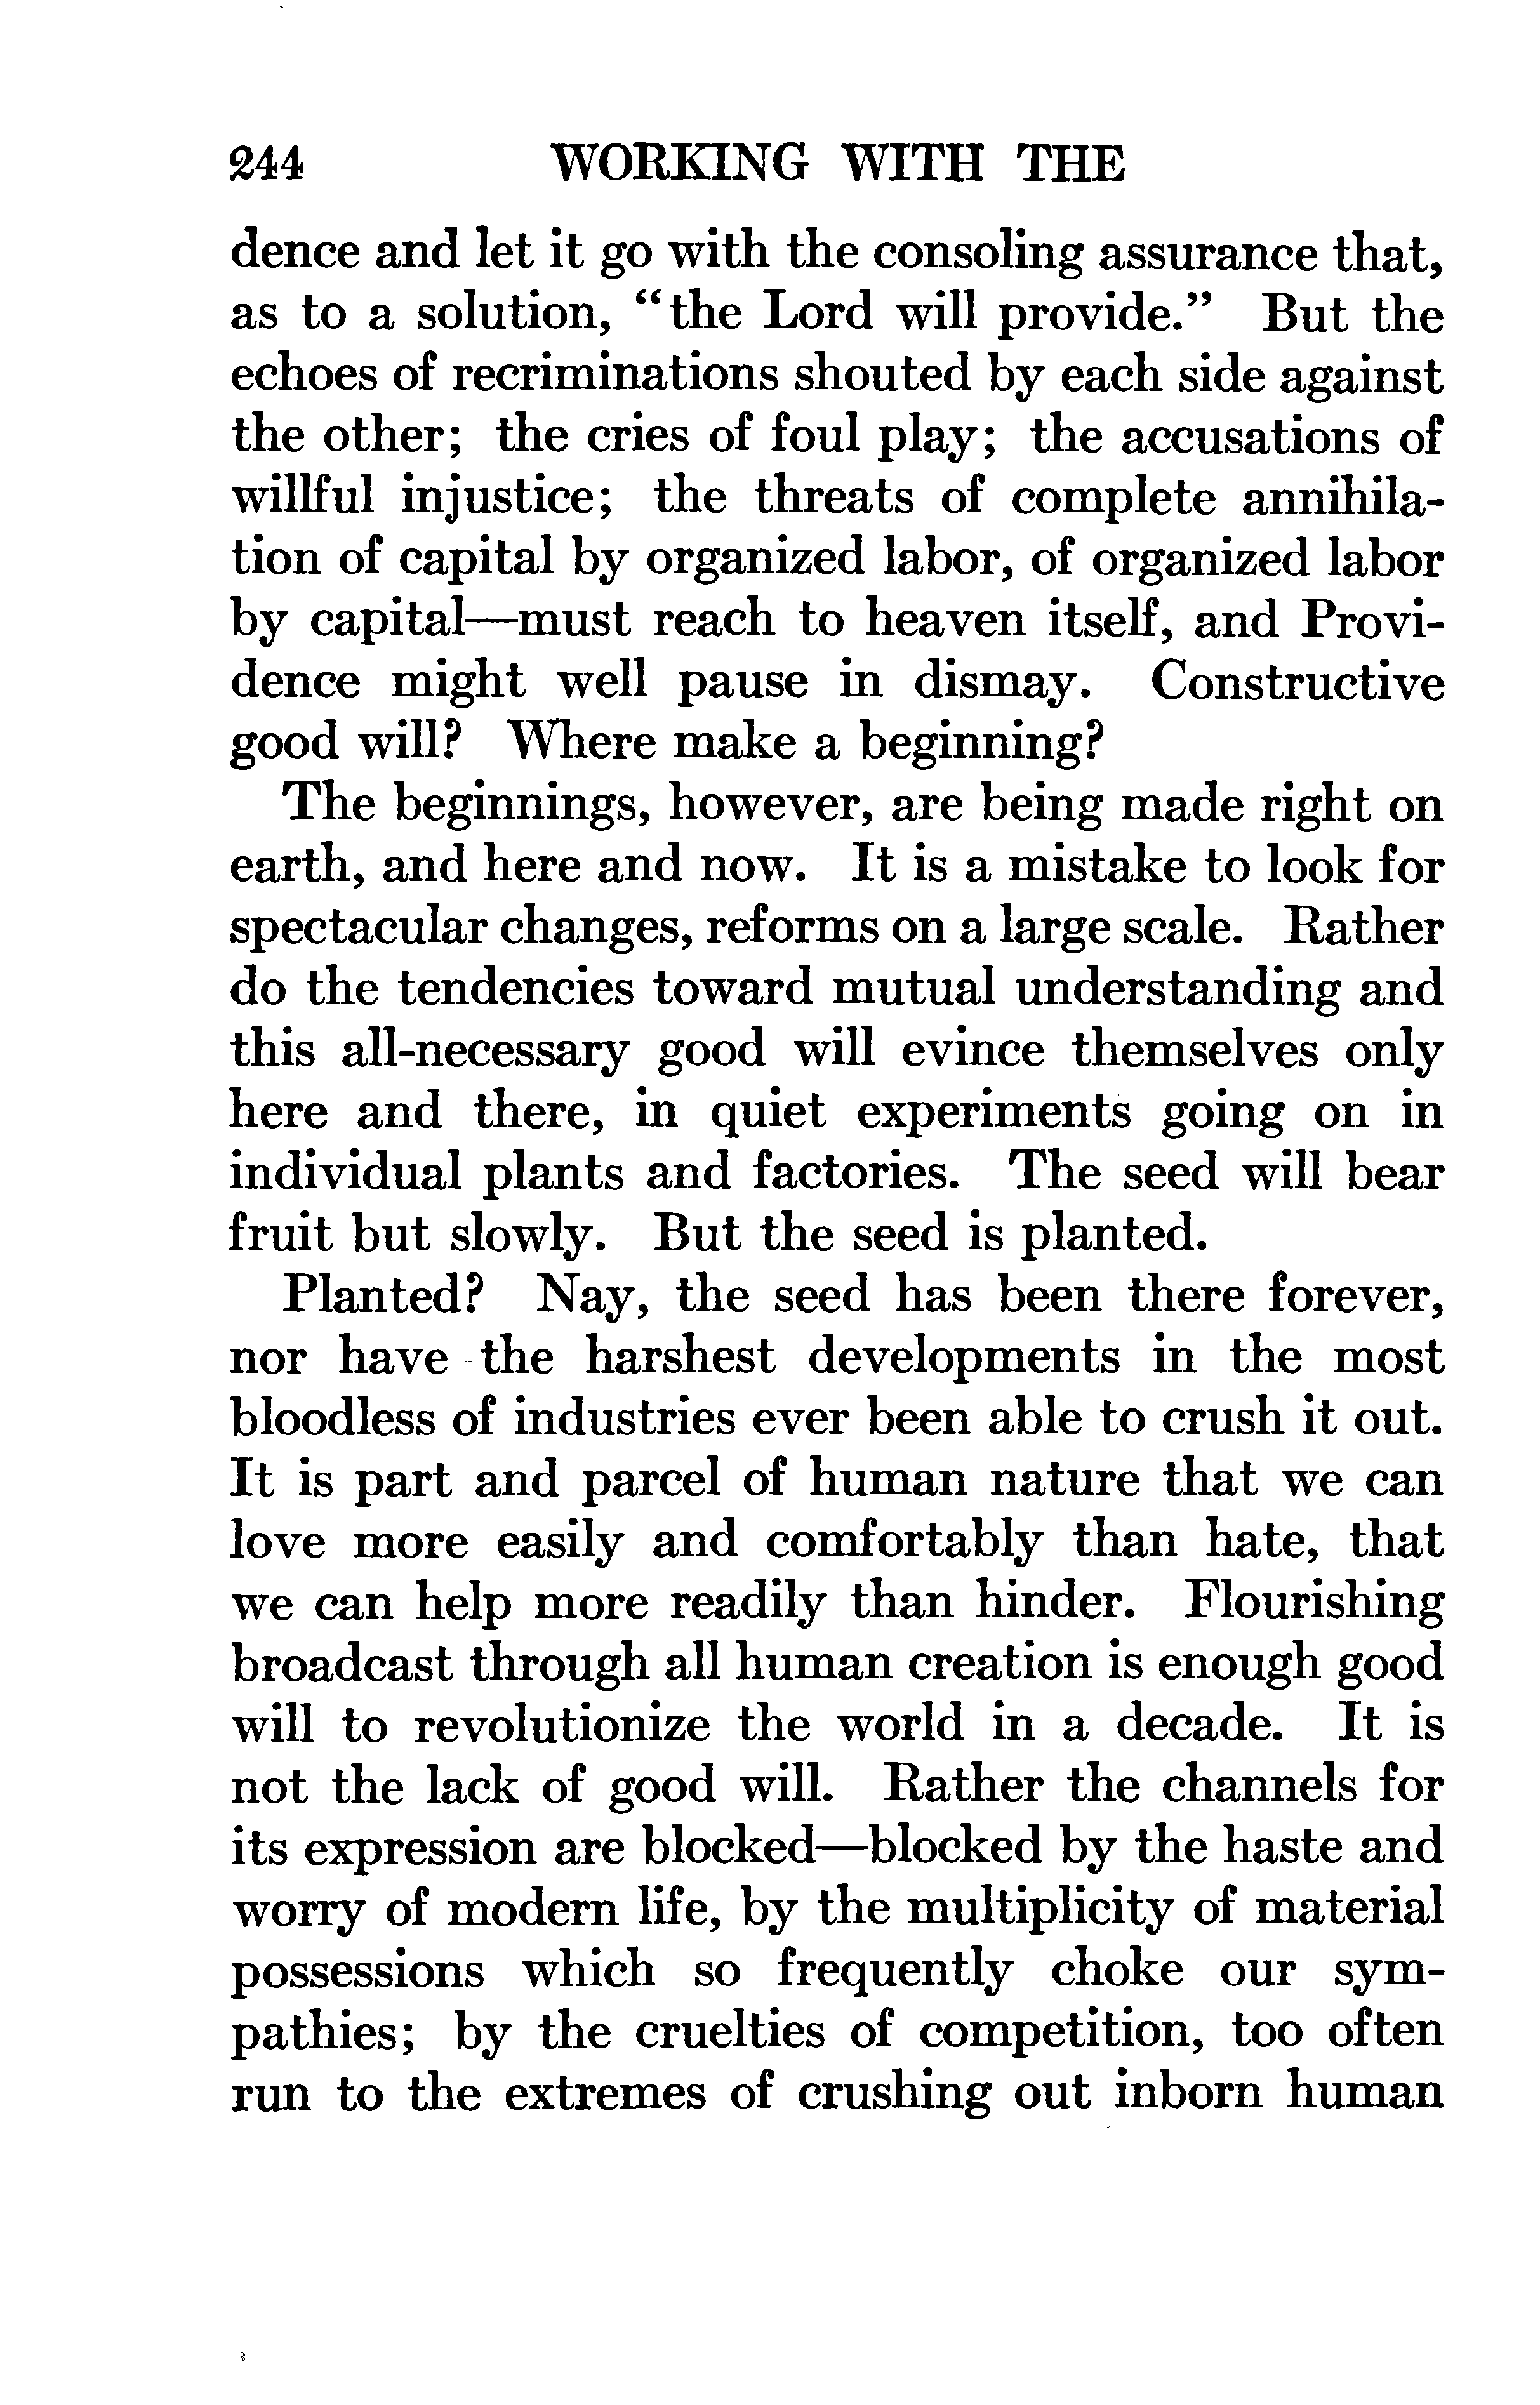 244 WORKING WITH THE
dence and let it go with the consoling assurance that,
as to a solution, “the Lord will provide.” But the
echoes of recriminations shouted by each side against
the other; the cries of foul play; the accusations of
willful injustice; the threats of complete annihila-
tion of capital by organized labor, of organized labor
by capital—must reach to heaven itself, and Provi-
dence might well pause in dismay. Constructive
good will? Where make a beginning?
The beginnings, however, are being made right on
earth, and here and now. It is a mistake to look for
spectacular changes, reforms on a large scale. Rather
do the tendencies toward mutual understanding and
this all-necessary good will evince themselves only
here and there, in quiet experiments going on in
individual plants and factories. The seed will bear
fruit but slowly. But the seed is planted.
Planted? Nay, the seed has been there forever,
nor have the harshest developments in the most
bloodless of industries ever been able to crush it out.
It is part and parcel of human nature that we can
love more easily and comfortably than hate, that
we can help more readily than hinder. Flourishing
broadcast through all human creation is enough good
will to revolutionize the world in a decade. It is
not the lack of good will. Rather the channels for
its expression are blocked—blocked by the haste and
worry of modern life, by the multiplicity of material
possessions which so frequently choke our sym-
pathies; by the cruelties of competition, too often
run to the extremes of crushing out inborn human